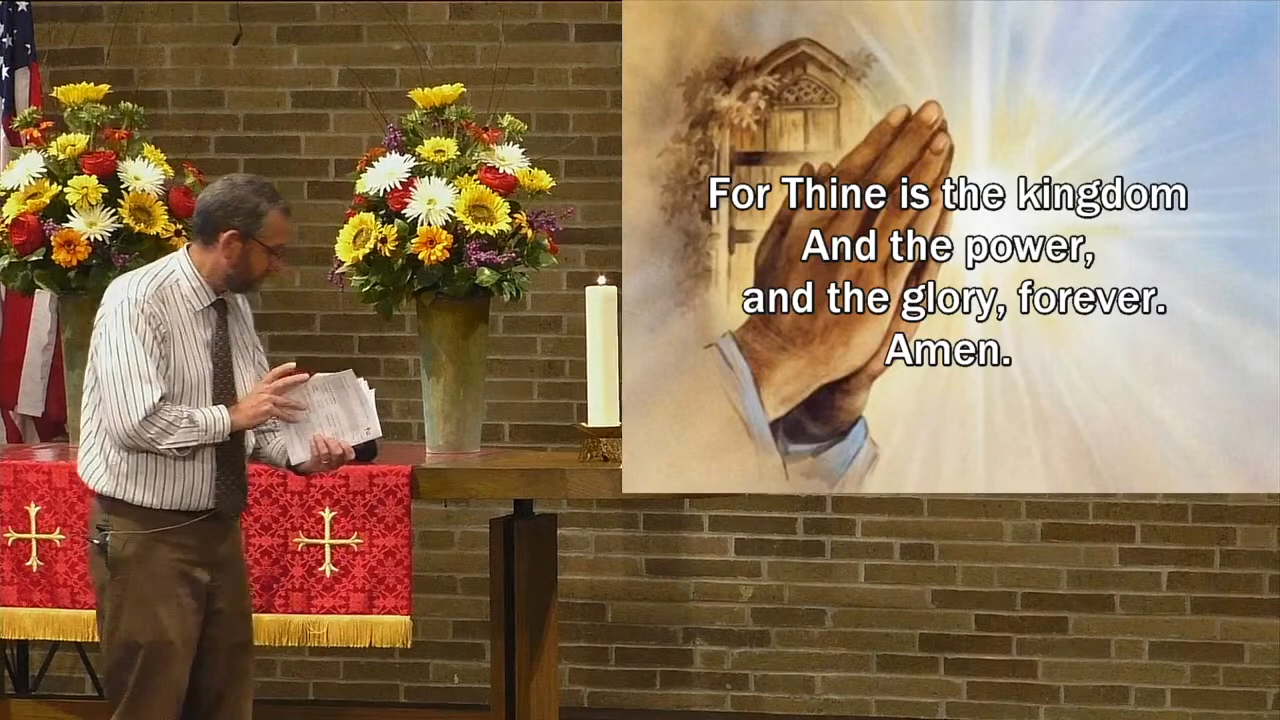 For Thine is the kingdom
And the power,
and the glory, forever.
Amen.